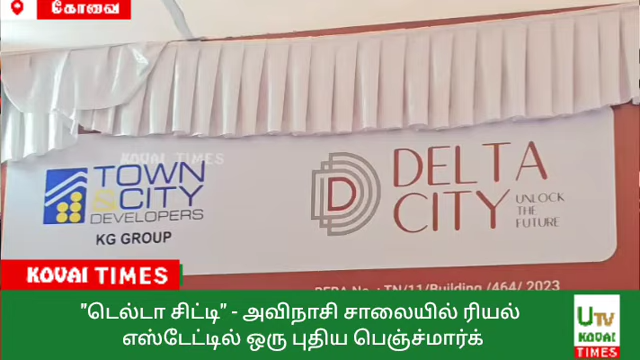 கோவை
KOVAI TIMES
TOWN
& CITY
DEVELOPERS
KG GROUP
D
DELTA
CITY
UNLOCK
THE
FUTURE
RERA No : TN/11/Building /464/ 2023
KOVAI TIMES
"டெல்டா சிட்டி" - அவிநாசி சாலையில் ரியல்
எஸ்டேட்டில் ஒரு புதிய பெஞ்ச்மார்க்
UTV
KOVAI
TIMES